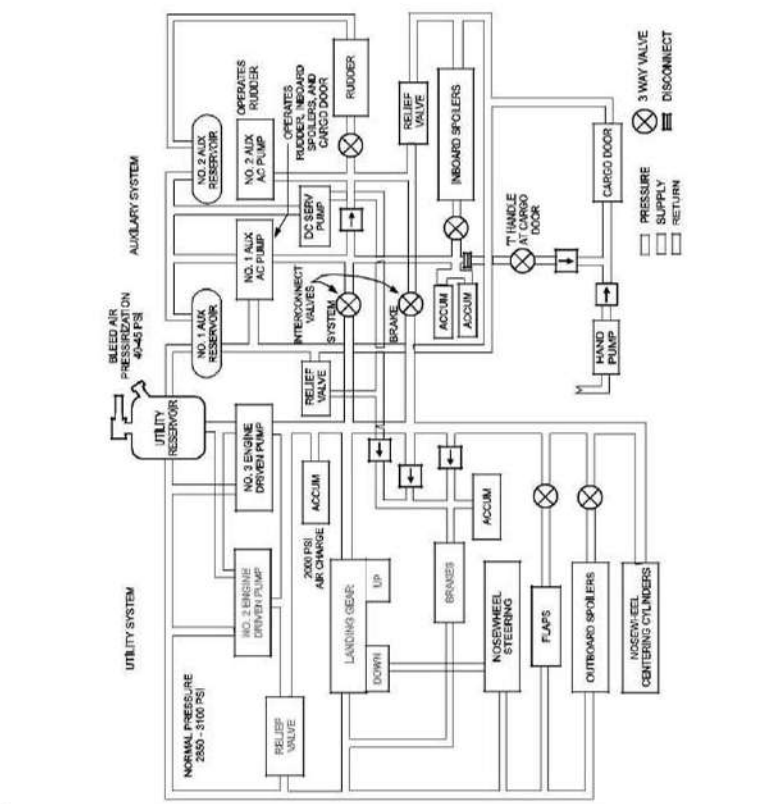 UTILITY SYSTEM
BLEED AIR
PRESSIRIZATION
40-45 PSI
AUXILARY SYSTEM
NORMAL PRESSURE
2850 - 3100 PSI
UTILITY
RESERVOIR
NO. 1 AUX
RESERVOIR
NO. 2 AUX
RESERVOIR
NO. 2 ENGINE
DRIVEN PUMP
NO. 3 ENGINE
DRIVEN PUMP
NO. 1 AUX
AC PUMP
NO. 2 AUX
AC PUMP
OPERATES
RUDDER
RELIEF
VALVE
2000 PSI
AIR CHARGE
ACCUM
RELIEF
VALVE
INTERCONNECT
VALVES
DC SERV
PUMP
OPERATES
RUDDER, INBOARD
SPOILERS, AND
CARGO DOOR
RUDDER
LANDING GEAR
DOWN
UP
SYSTEM
BRAKE
RELIEF
VALVE
BRAKES
ACCUM
ACCUM
ACCUM
INBOARD SPOILERS
NOSEWHEEL
STEERING
"T" HANDLE
AT CARGO
DOOR
FLAPS
OUTBOARD SPOILERS
HAND
PUMP
CARGO DOOR
NOSEWHEEL
CENTERING CYLINDERS
PRESSURE
SUPPLY
RETURN
3 WAY VALVE
DISCONNECT